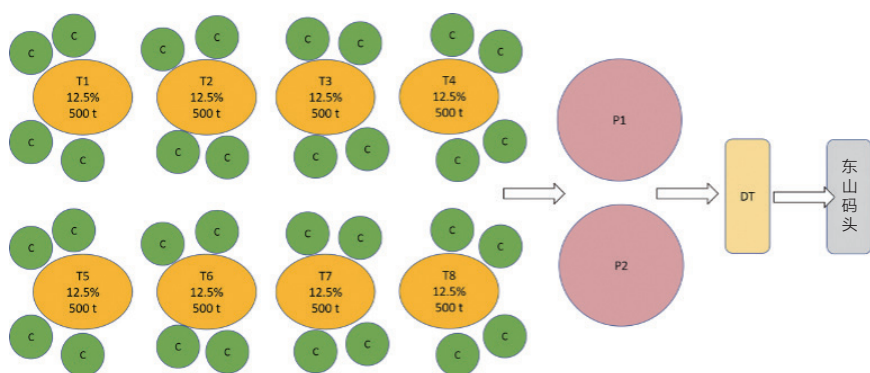 C C C C C C C C
T1 T2 T3 T4
12.5% 12.5% 12.5% 12.5%
500 t 500 t 500 t 500 t
C C C C C C C C
P1
DT
东
山
码
头
P2
C C C C C C C C
T5 T6 T7 T8
12.5% 12.5% 12.5% 12.5%
500 t 500 t 500 t 500 t
C C C C C C C C